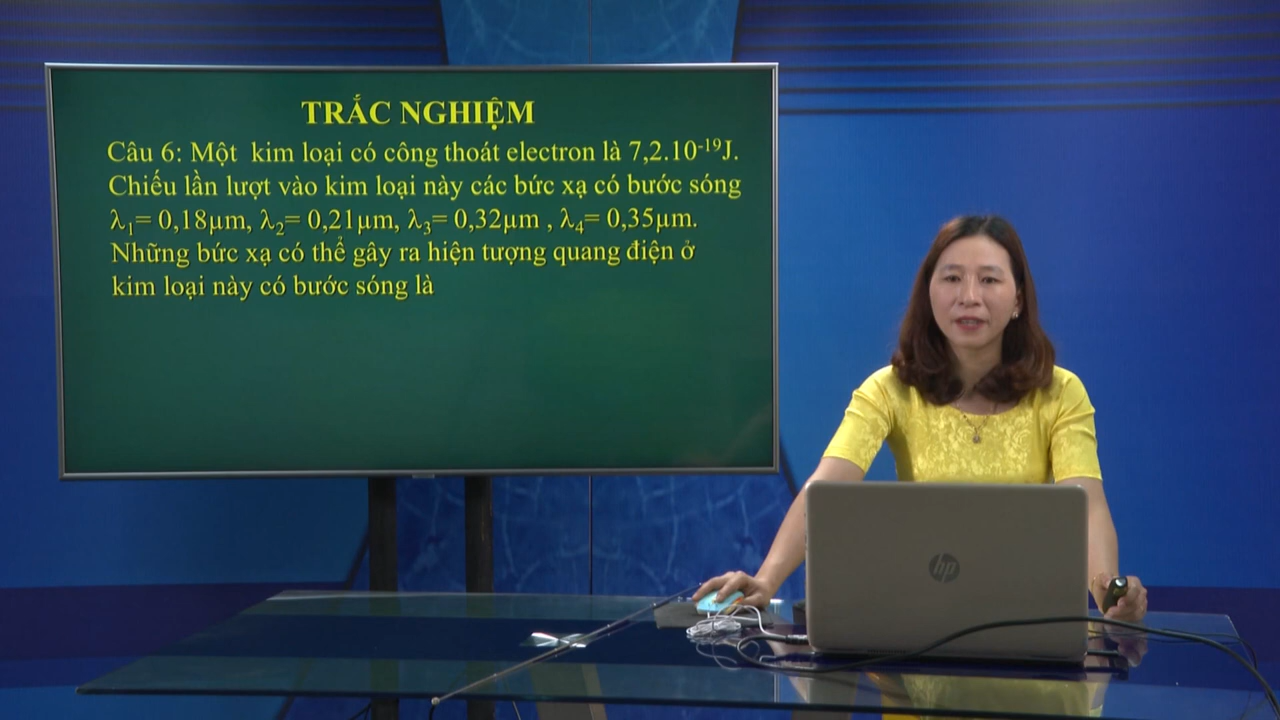 TRẮC NGHIỆM
Câu 6: Một kim loại có công thoát electron là 7,2.10⁻¹⁹J.
Chiếu lần lượt vào kim loại này các bức xạ có bước sóng
λ₁= 0,18μm, λ₂= 0,21μm, λ₃= 0,32μm , λ₄= 0,35μm.
Những bức xạ có thể gây ra hiện tượng quang điện ở
kim loại này có bước sóng là
hp